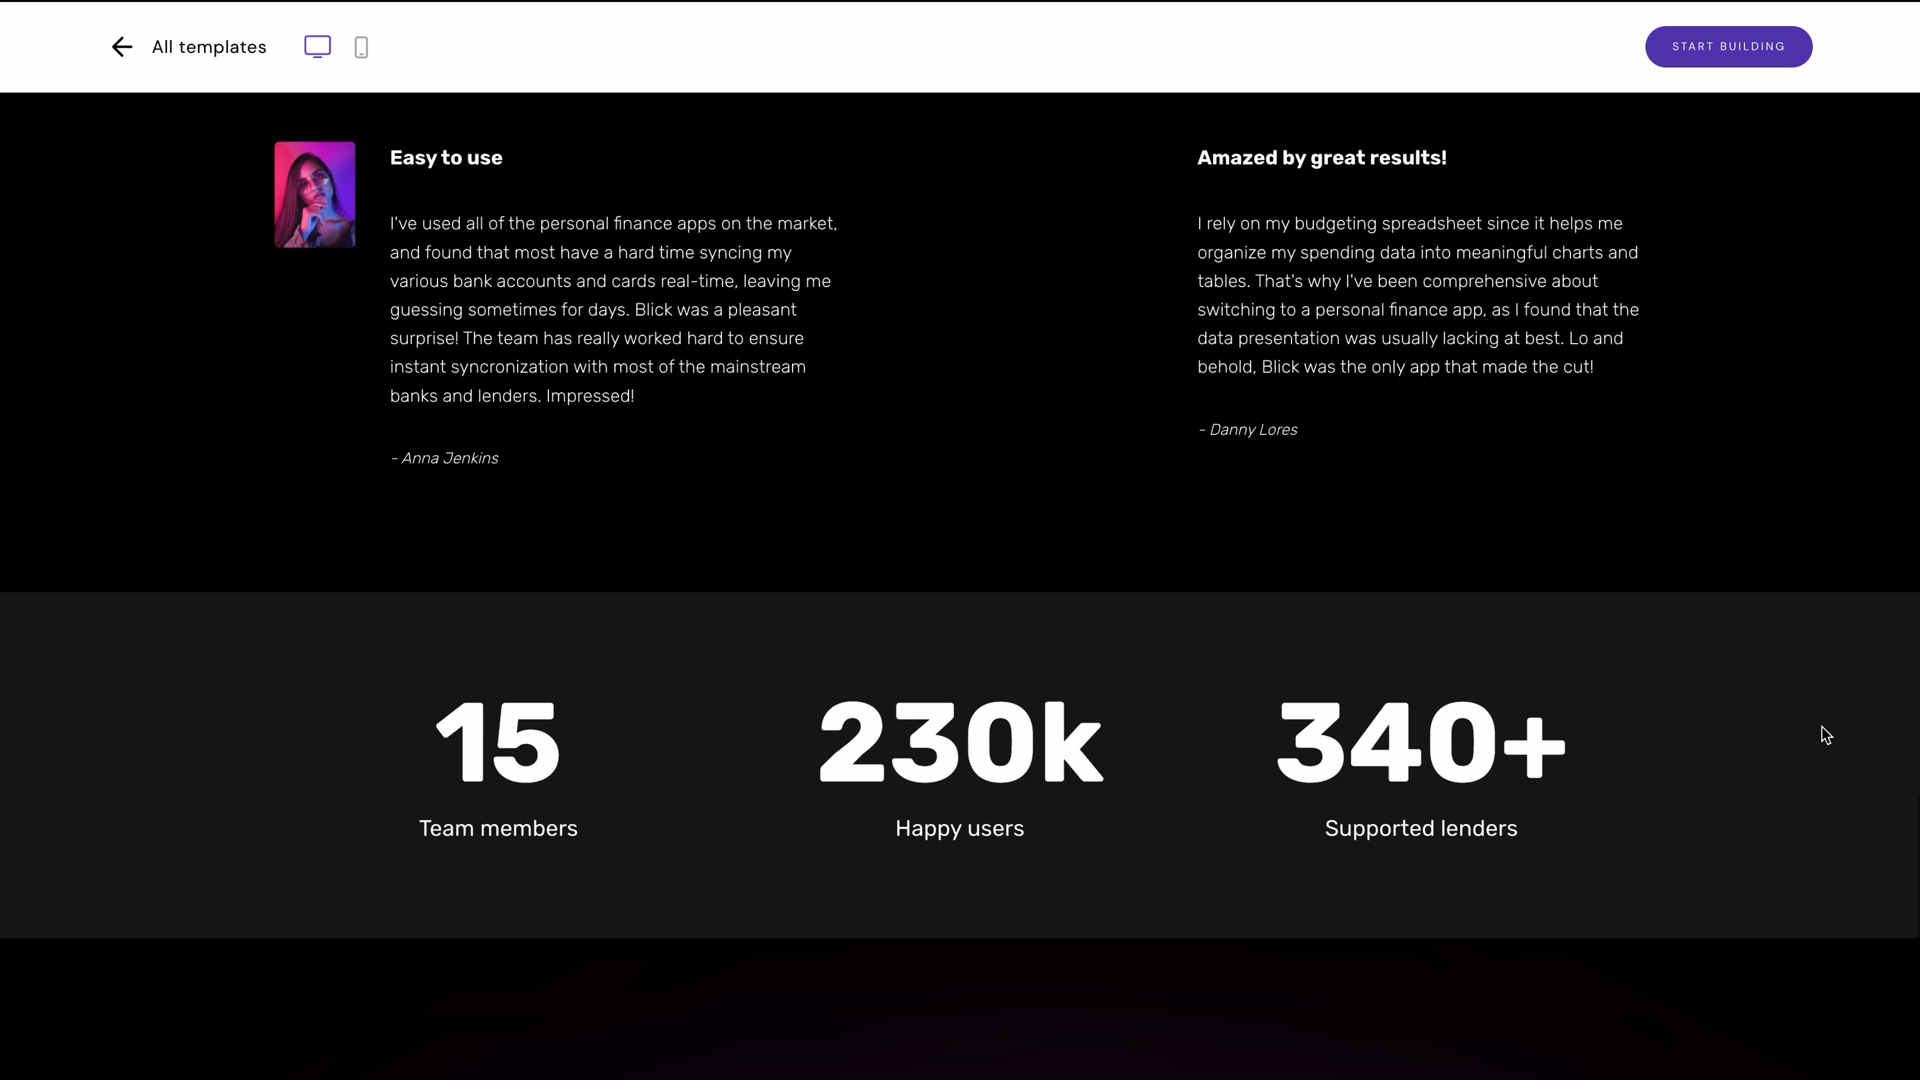 All templates
START BUILDING
Easy to use
I've used all of the personal finance apps on the market,
and found that most have a hard time syncing my
various bank accounts and cards real-time, leaving me
guessing sometimes for days. Blick was a pleasant
surprise! The team has really worked hard to ensure
instant syncronization with most of the mainstream
banks and lenders. Impressed!
- Anna Jenkins
Amazed by great results!
I rely on my budgeting spreadsheet since it helps me
organize my spending data into meaningful charts and
tables. That's why I've been comprehensive about
switching to a personal finance app, as I found that the
data presentation was usually lacking at best. Lo and
behold, Blick was the only app that made the cut!
- Danny Lores
15
Team members
230k
Happy users
340+
Supported lenders